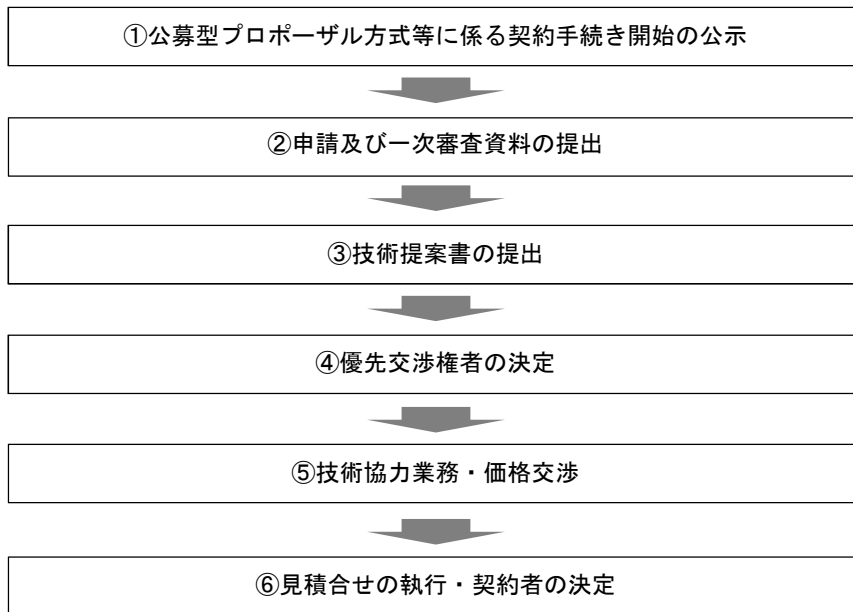 ①公募型プロポーザル方式等に係る契約手続き開始の公示
②申請及び一次審査資料の提出
③技術提案書の提出
④優先交渉権者の決定
⑤技術協力業務・価格交渉
⑥見積合せの執行・契約者の決定